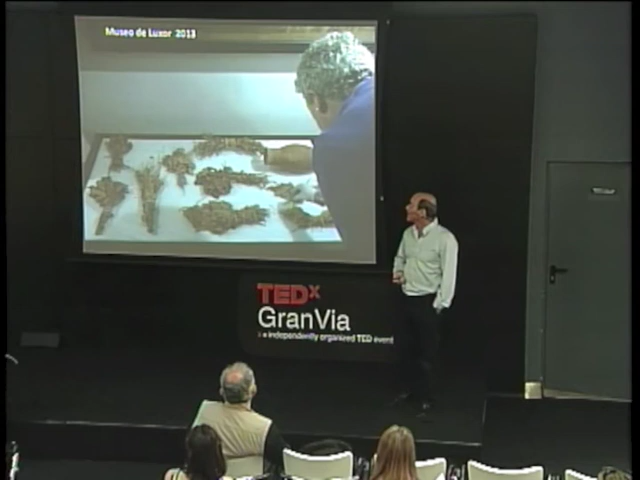 Museo de Luxor 2013
TEDx
GranVia
independently organized TED event